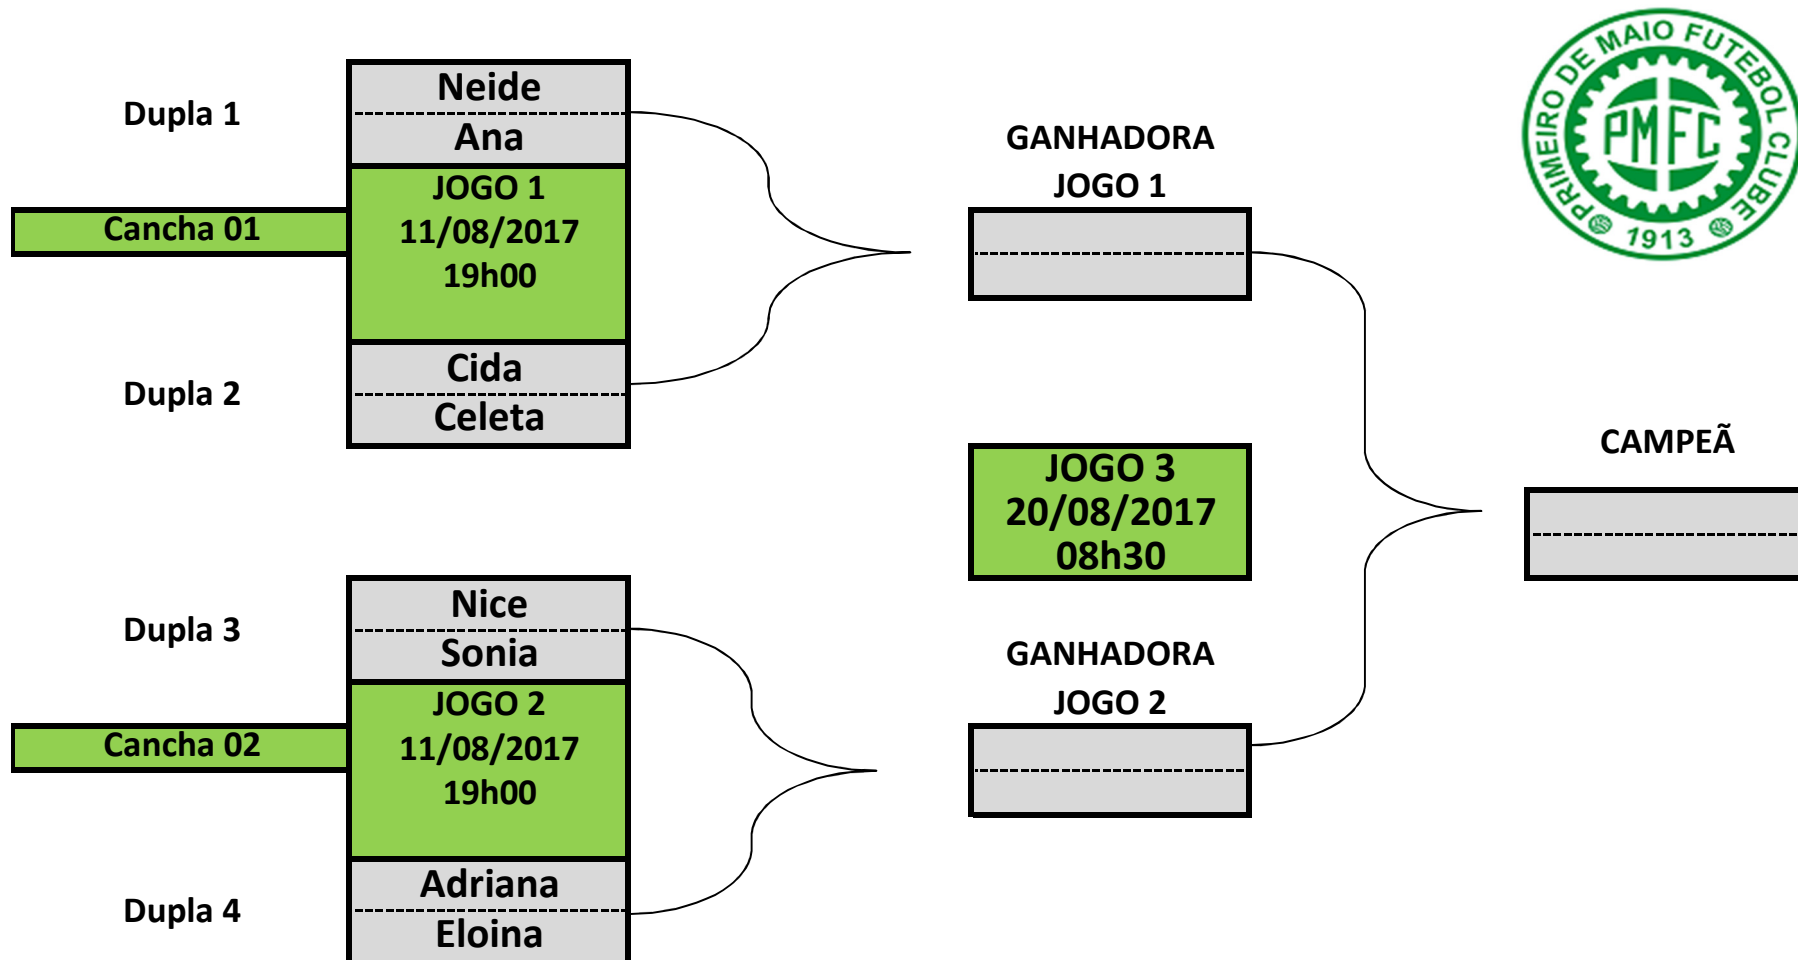 Dupla 1
Neide
Ana
Cancha 01
JOGO 1
11/08/2017
19h00
Dupla 2
Cida
Celeta
Dupla 3
Nice
Sonia
Cancha 02
JOGO 2
11/08/2017
19h00
Dupla 4
Adriana
Eloina
GANHADORA
JOGO 1
JOGO 3
20/08/2017
08h30
GANHADORA
JOGO 2
CAMPEÃ
PRIMEIRO DE MAIO FUTEBOL CLUBE
PMFC
1913